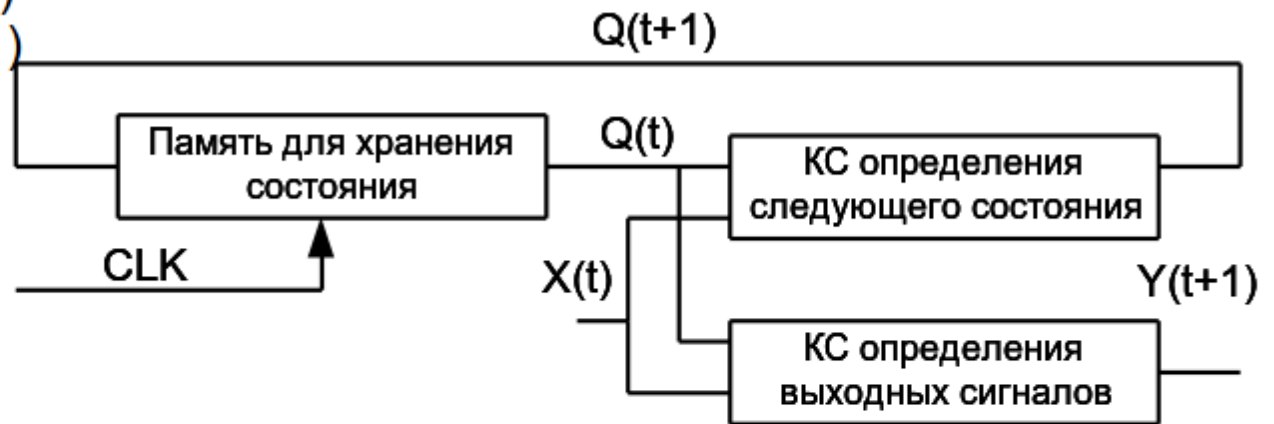 )
)
Q(t+1)
Память для хранения
состояния
Q(t)
КС определения
следующего состояния
CLK
X(t)
Y(t+1)
КС определения
выходных сигналов